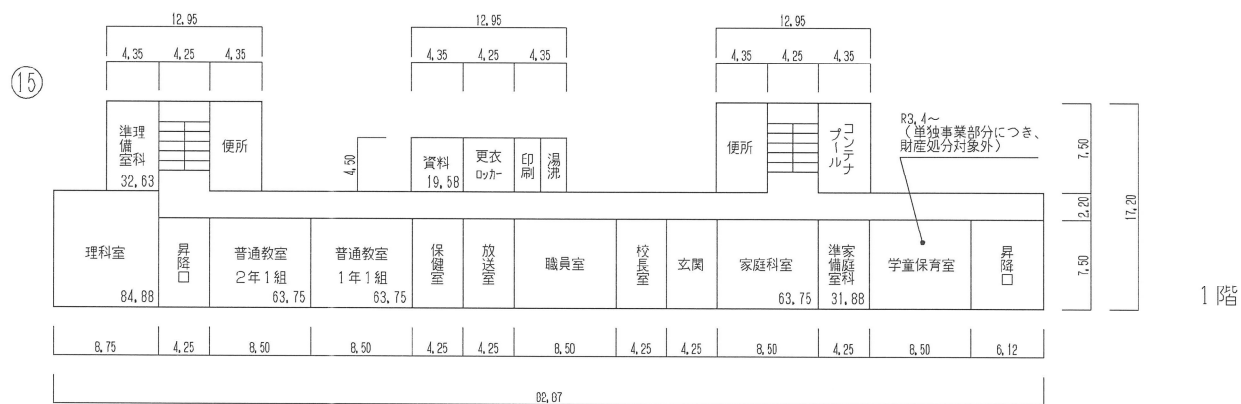 12.95
12.95
12.95
4.35 4.25 4.35
4.35 4.25 4.35
4.35 4.25 4.35
⑮
理科準備室
32.63
便所
4.50
資料
19.58
更衣
ロッカー
印刷
湯沸
便所
コンテナプール
R3.4～
(単独事業部分につき、
財産処分対象外)
7.50
2.20
17.20
7.50
理科室
84.88
昇降口
普通教室
2年1組
63.75
普通教室
1年1組
63.75
保健室
放送室
職員室
校長室
玄関
家庭科室
63.75
家庭科準備室
31.88
学童保育室
昇降口
1階
8.75 4.25 8.50 8.50 4.25 4.25 8.50 4.25 4.25 8.50 4.25 8.50 6.12
82.87